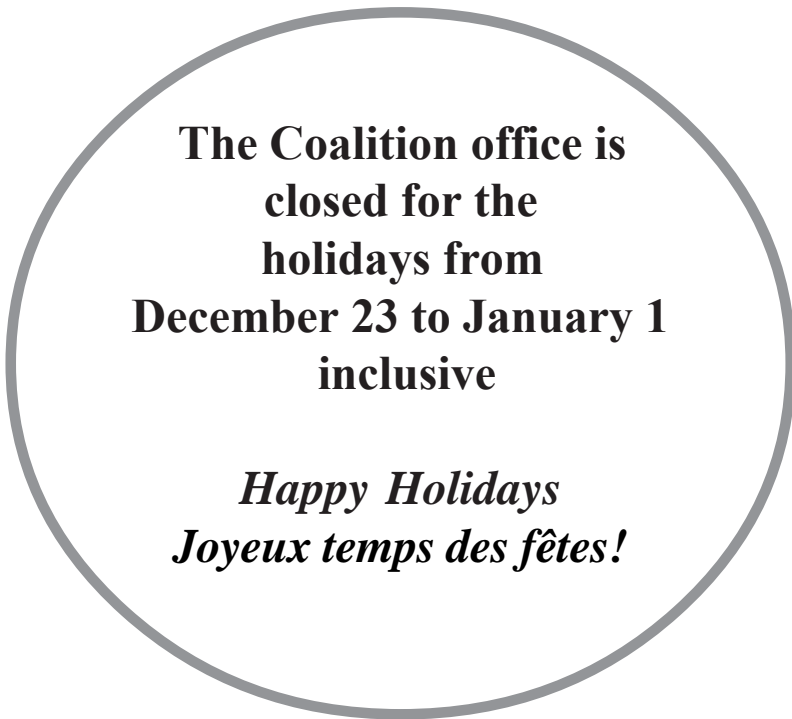 The Coalition office is
closed for the
holidays from
December 23 to January 1
inclusive
Happy Holidays
Joyeux temps des fêtes!